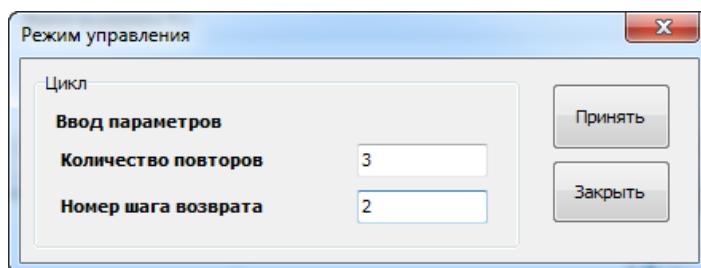 Режим управления
Цикл
Ввод параметров
Количество повторов 3
Номер шага возврата 2
Принять
Закрыть